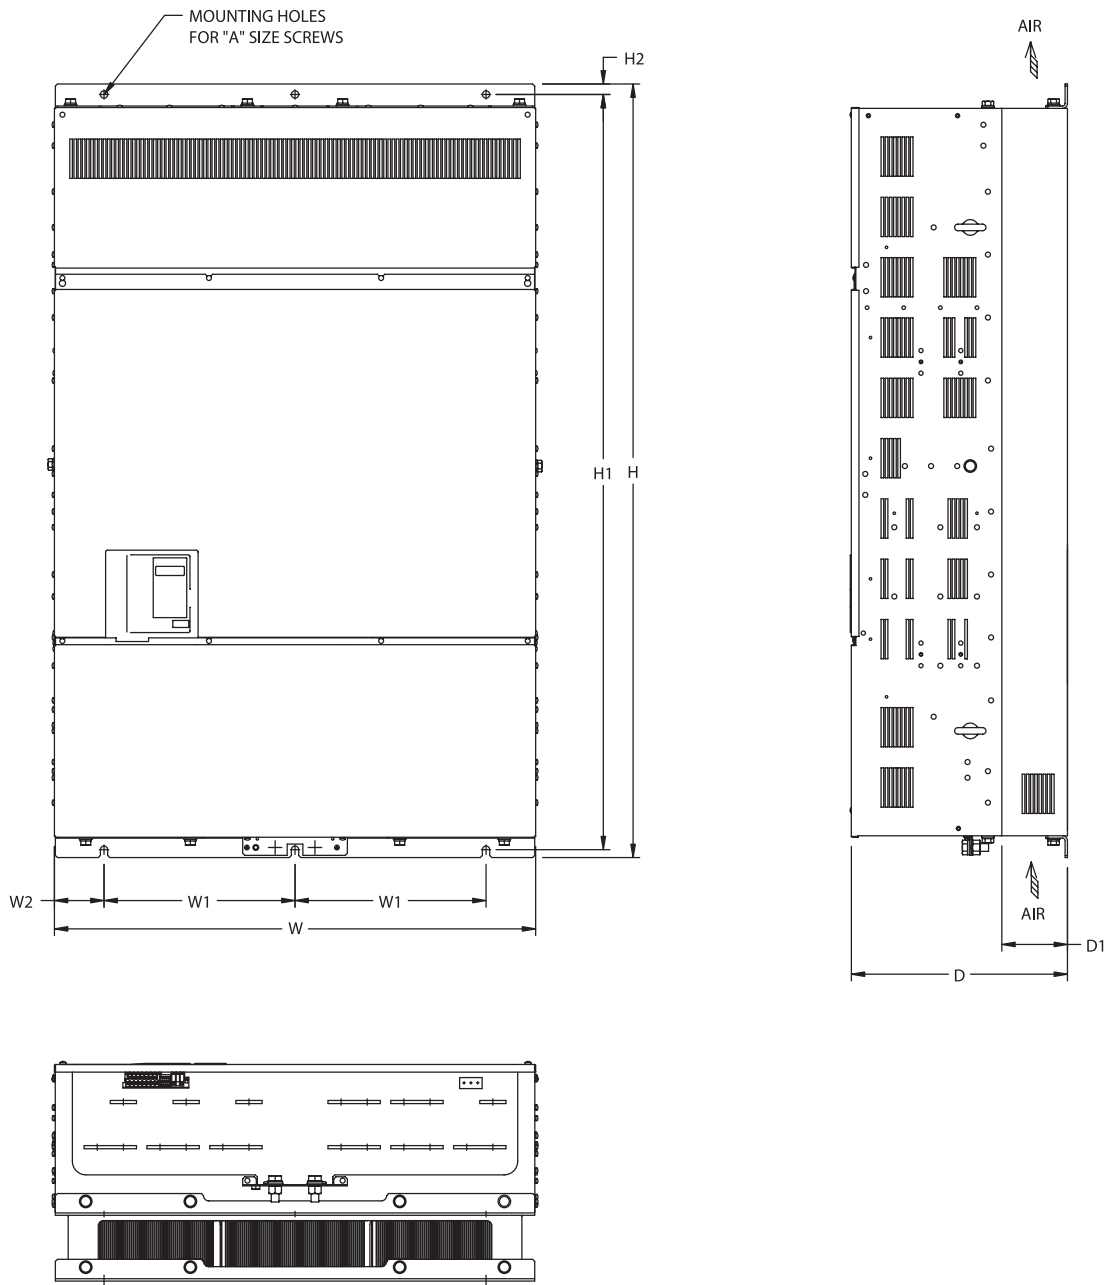 MOUNTING HOLES
FOR "A" SIZE SCREWS
AIR
H2
H1
H
W2
W1
W1
W
AIR
D1
D